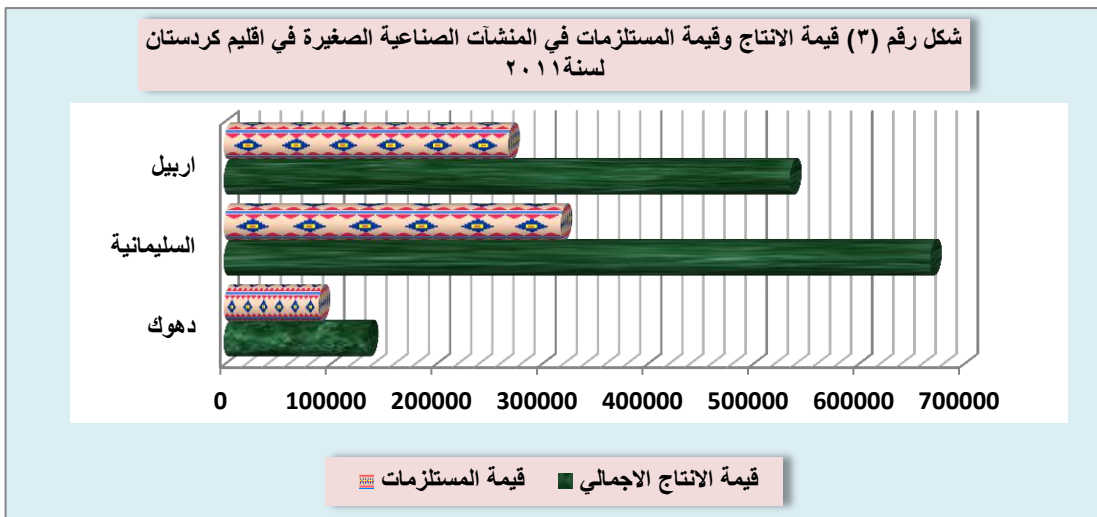 شكل رقم (٣) قيمة الانتاج وقيمة المستلزمات في المنشآت الصناعية الصغيرة في اقليم كردستان
لسنة٢٠١١
اربيل
السليمانية
دهوك
0 100000 200000 300000 400000 500000 600000 700000
قيمة الانتاج الاجمالي قيمة المستلزمات